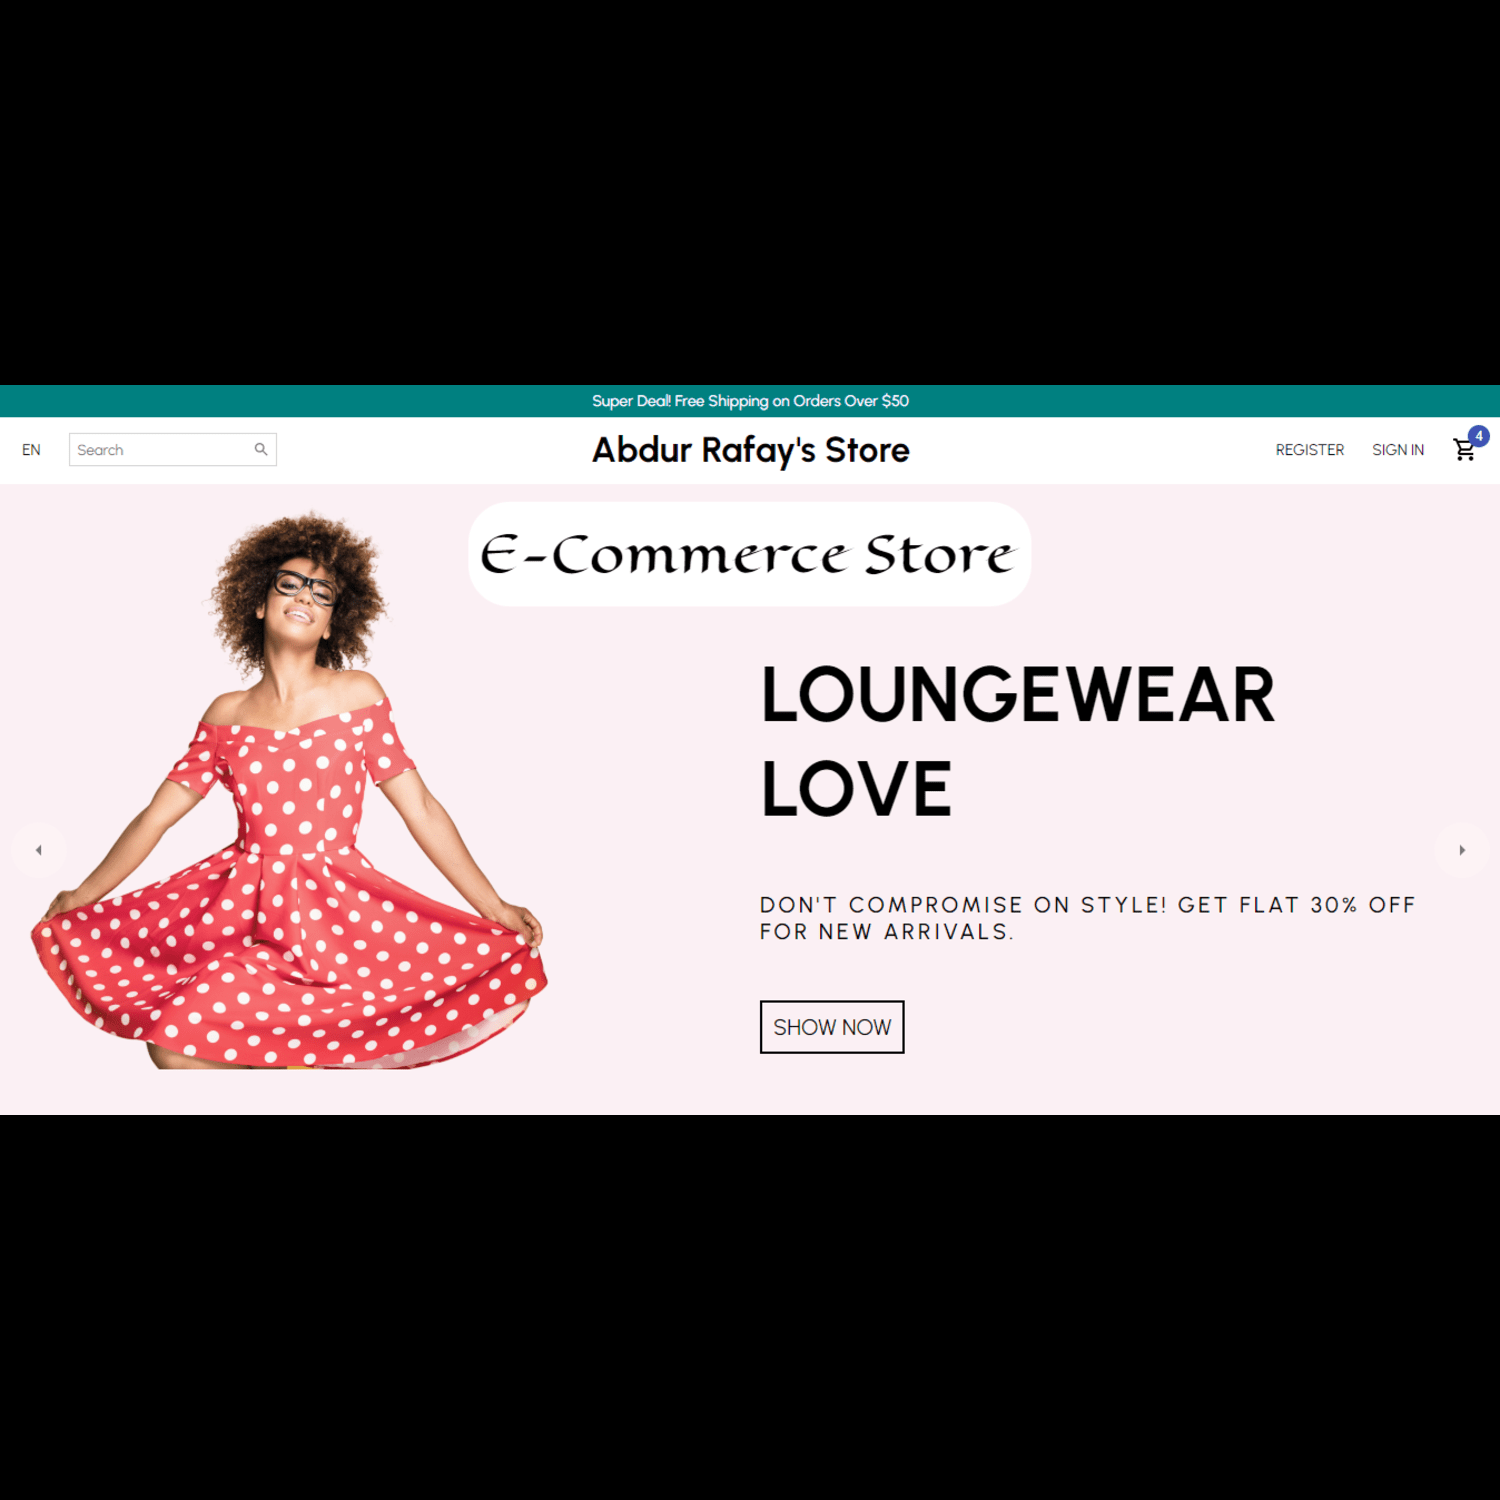 Super Deal! Free Shipping on Orders Over $50
EN
Search
Abdur Rafay's Store
REGISTER
SIGN IN
4
E-Commerce Store
LOUNGEWEAR
LOVE
DON'T COMPROMISE ON STYLE! GET FLAT 30% OFF
FOR NEW ARRIVALS.
SHOW NOW